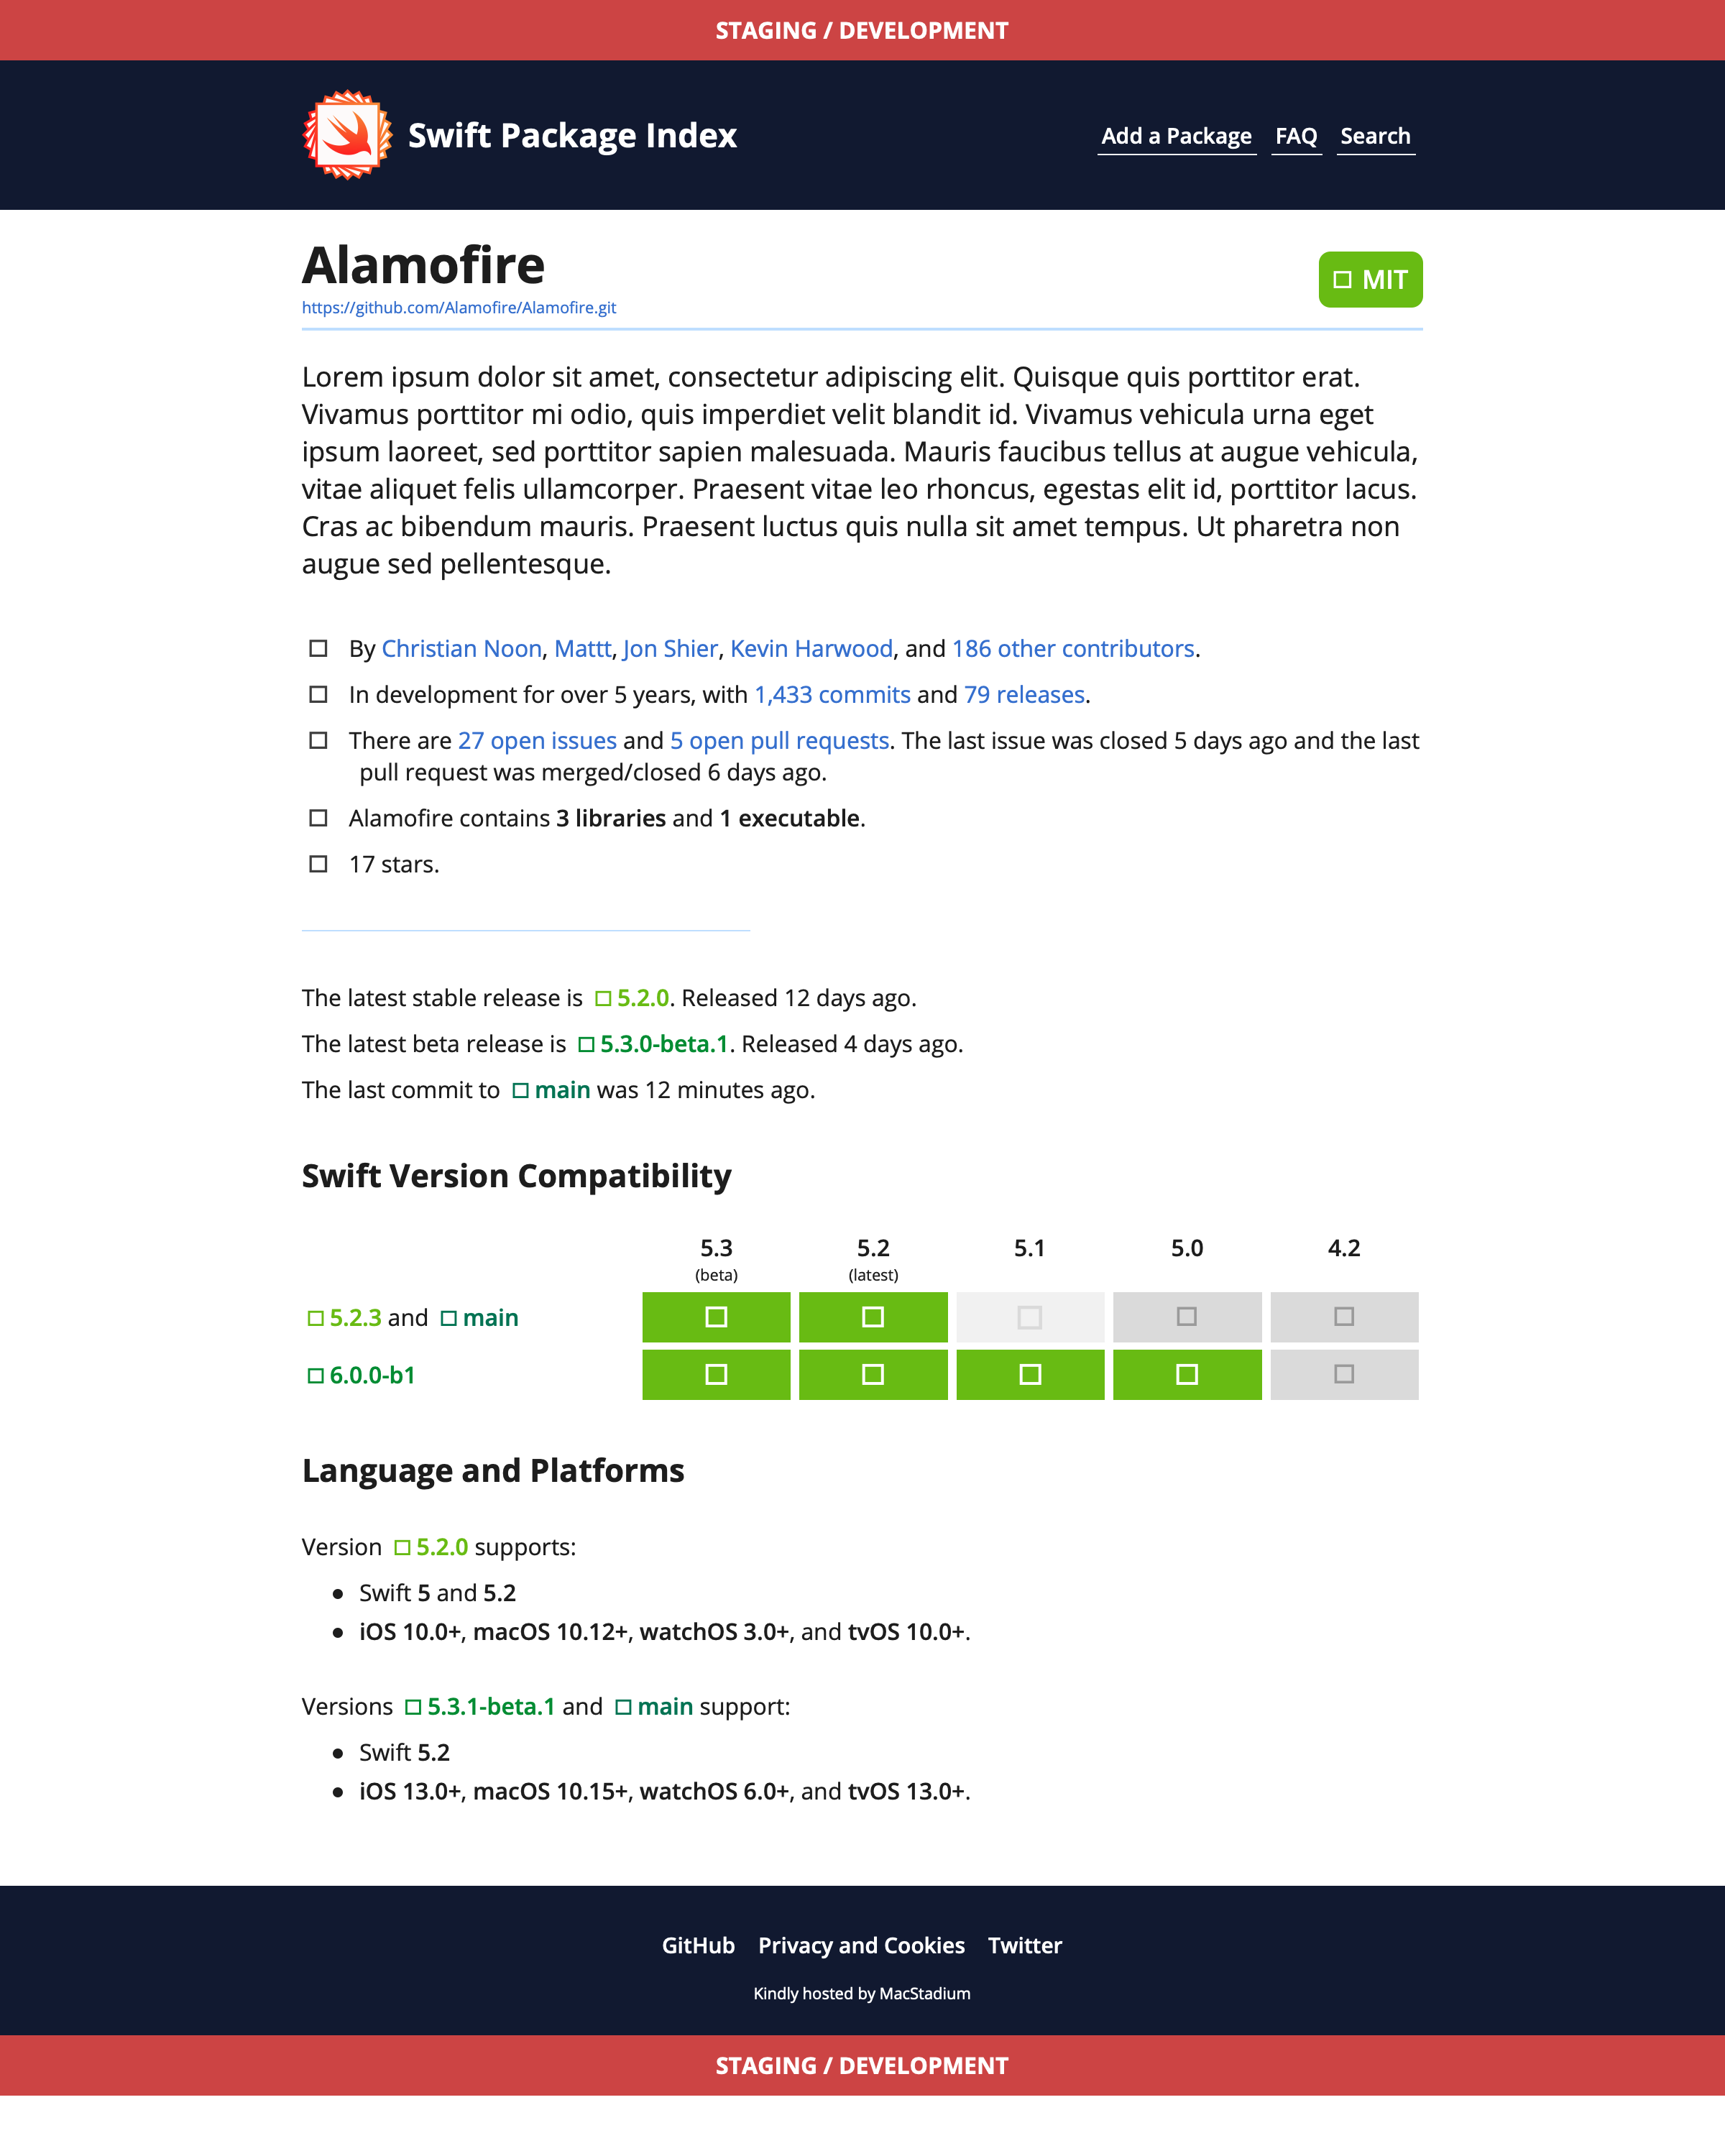 STAGING / DEVELOPMENT
Swift Package Index
Add a Package FAQ Search
Alamofire
MIT
https://github.com/Alamofire/Alamofire.git
Lorem ipsum dolor sit amet, consectetur adipiscing elit. Quisque quis porttitor erat.
Vivamus porttitor mi odio, quis imperdiet velit blandit id. Vivamus vehicula urna eget
ipsum laoreet, sed porttitor sapien malesuada. Mauris faucibus tellus at augue vehicula,
vitae aliquet felis ullamcorper. Praesent vitae leo rhoncus, egestas elit id, porttitor lacus.
Cras ac bibendum mauris. Praesent luctus quis nulla sit amet tempus. Ut pharetra non
augue sed pellentesque.
By Christian Noon, Mattt, Jon Shier, Kevin Harwood, and 186 other contributors.
In development for over 5 years, with 1,433 commits and 79 releases.
There are 27 open issues and 5 open pull requests. The last issue was closed 5 days ago and the last
pull request was merged/closed 6 days ago.
Alamofire contains 3 libraries and 1 executable.
17 stars.
The latest stable release is 5.2.0. Released 12 days ago.
The latest beta release is 5.3.0-beta.1. Released 4 days ago.
The last commit to main was 12 minutes ago.
Swift Version Compatibility
5.3 5.2 5.1 5.0 4.2
(beta) (latest)
5.2.3 and main
6.0.0-b1
Language and Platforms
Version 5.2.0 supports:
• Swift 5 and 5.2
• iOS 10.0+, macOS 10.12+, watchOS 3.0+, and tvOS 10.0+.
Versions 5.3.1-beta.1 and main support:
• Swift 5.2
• iOS 13.0+, macOS 10.15+, watchOS 6.0+, and tvOS 13.0+.
GitHub Privacy and Cookies Twitter
Kindly hosted by MacStadium
STAGING / DEVELOPMENT